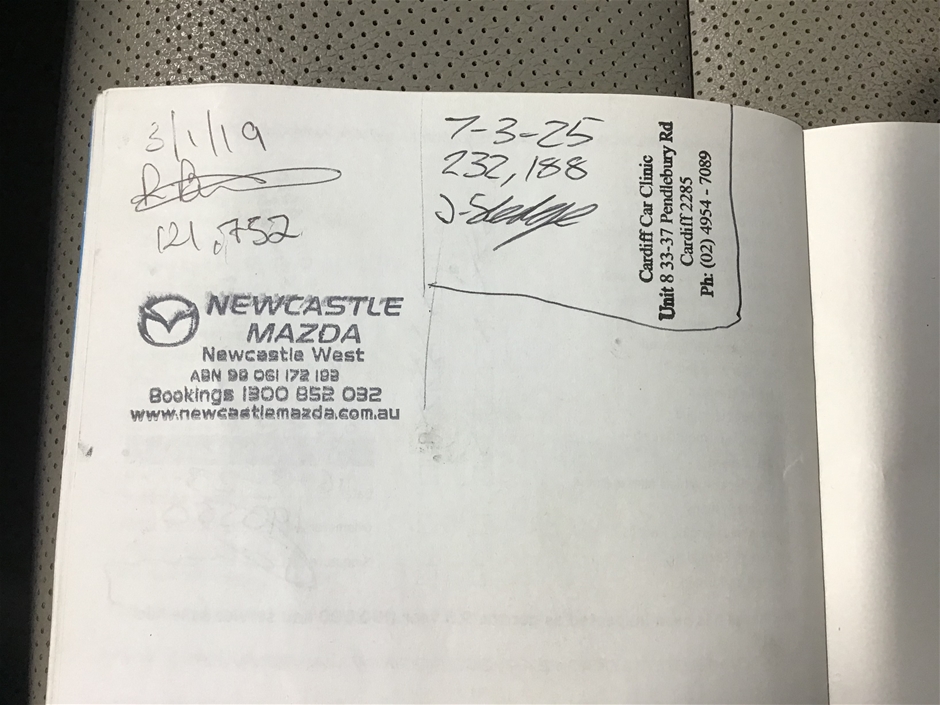 3/1/19
121,752
NEWCASTLE
MAZDA
Newcastle West
ABN 98 061 172 193
Bookings 1300 852 032
www.newcastlemazda.com.au
7-3-25
232,188
J-Sledge
Cardiff Car Clinic
Unit 8 33-37 Pendlebury Rd
Cardiff 2285
Ph: (02) 4954 - 7089